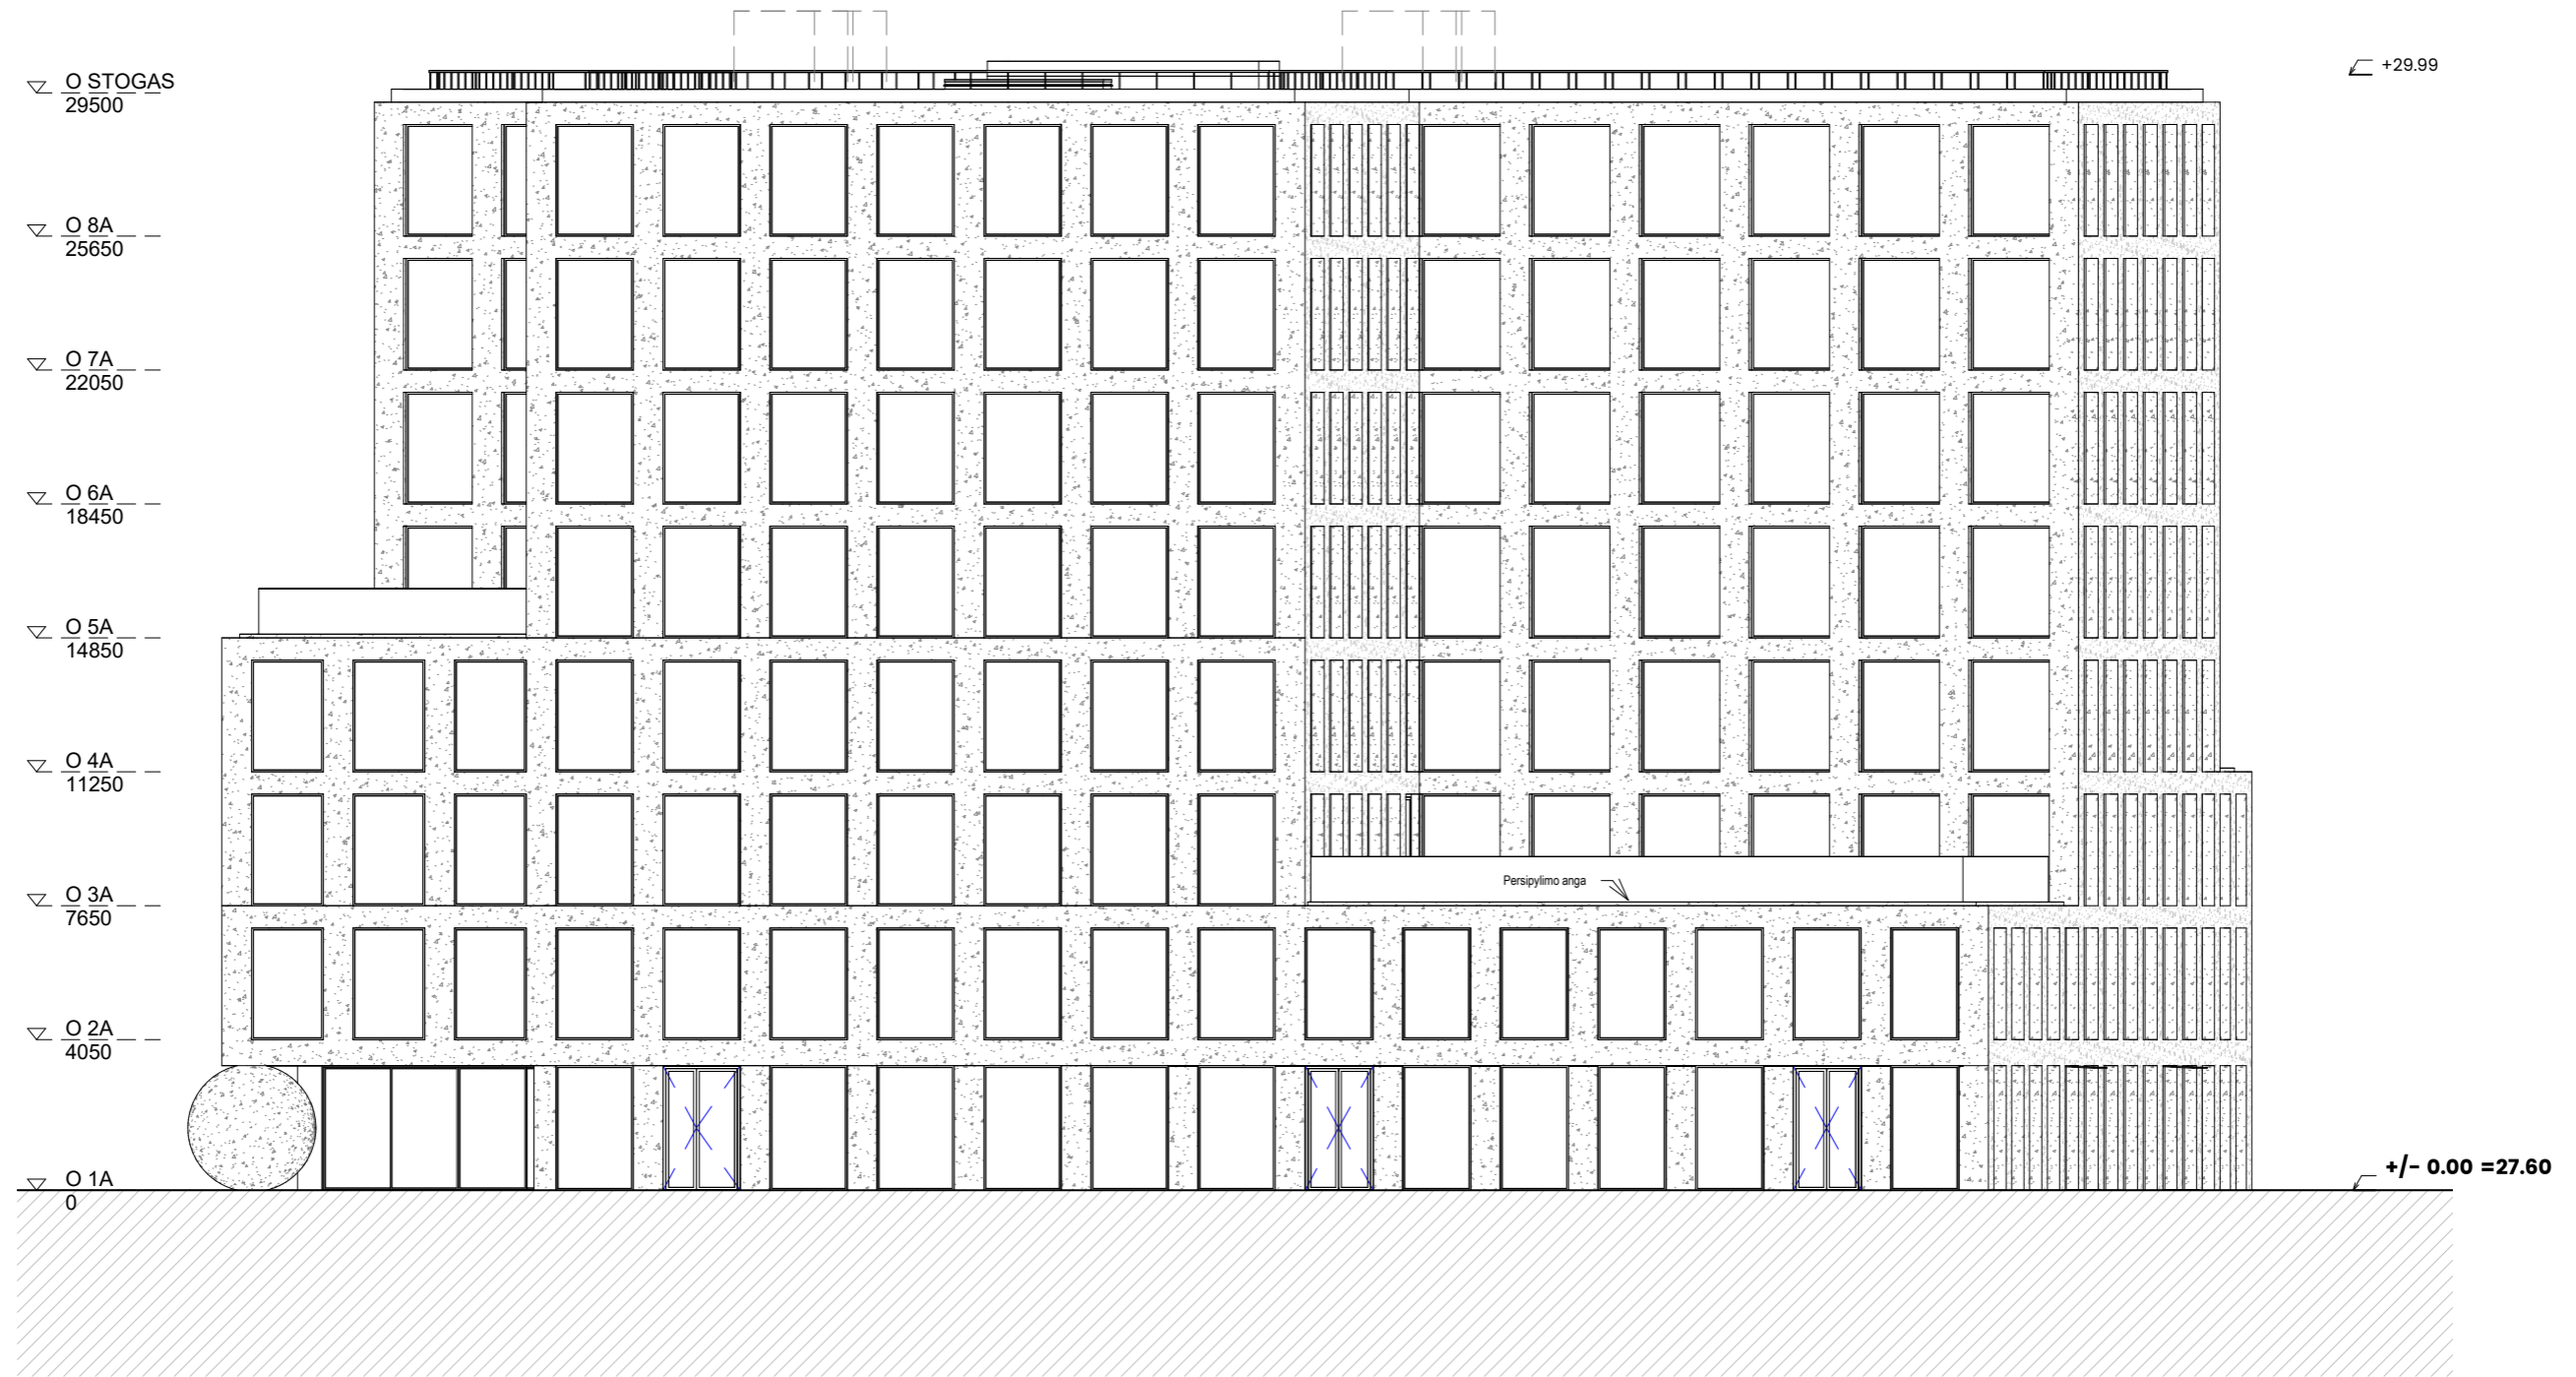 O STOGAS
29500
+29.99
O 8A
25650
O 7A
22050
O 6A
18450
O 5A
14850
O 4A
11250
O 3A
7650
Persipylimo anga
O 2A
4050
O 1A
0
+/- 0.00 =27.60